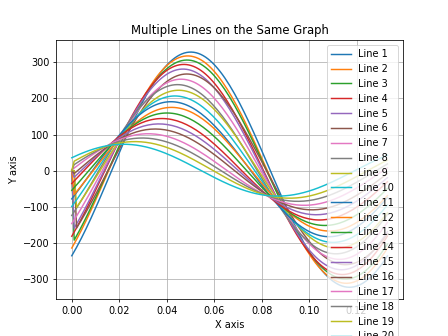 Multiple Lines on the Same Graph
Y axis
300
200
100
0
−100
−200
−300
0.00
0.02
0.04
0.06
0.08
0.10
X axis
Line 1
Line 2
Line 3
Line 4
Line 5
Line 6
Line 7
Line 8
Line 9
Line 10
Line 11
Line 12
Line 13
Line 14
Line 15
Line 16
Line 17
Line 18
Line 19
Line 20